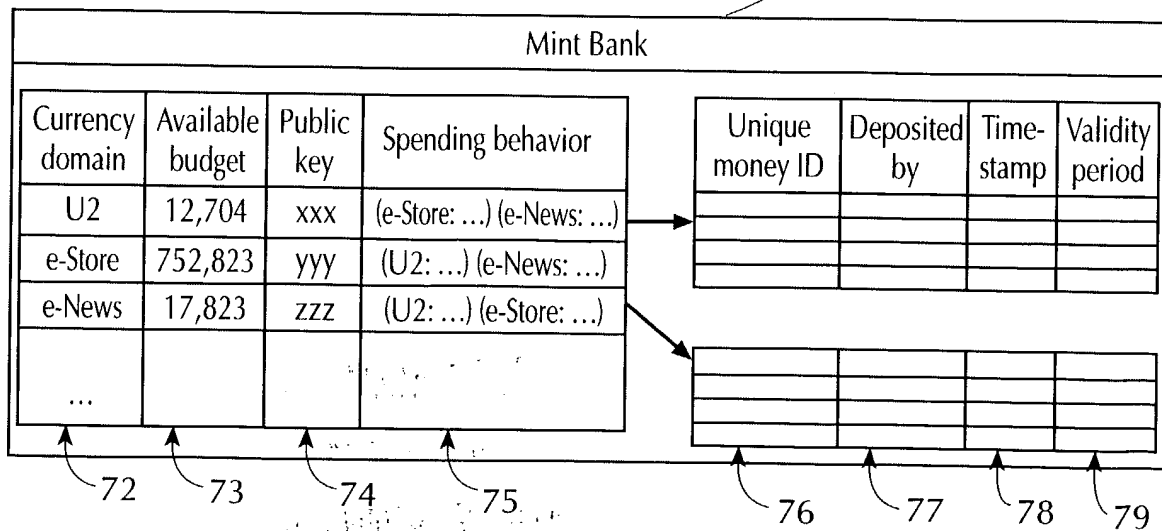 Mint Bank
Currency domain Available budget Public key Spending behavior
U2 12,704 xxx (e-Store: ...) (e-News: ...)
e-Store 752,823 yyy (U2: ...) (e-News: ...)
e-News 17,823 zzz (U2: ...) (e-Store: ...)
...
Unique money ID Deposited by Time-stamp Validity period
72 73 74 75 76 77 78 79